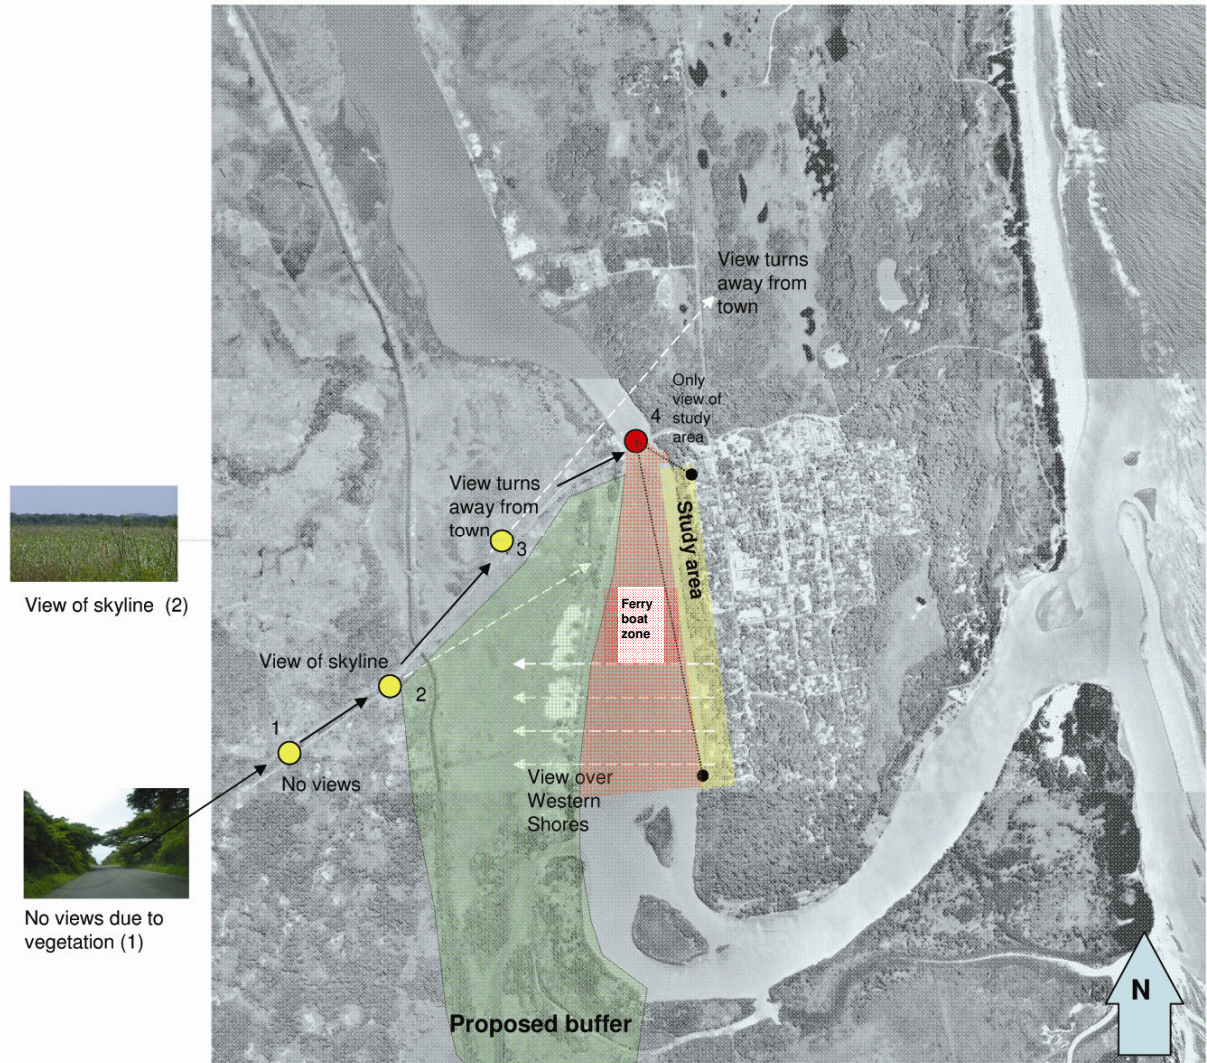 View turns
away from
town
Only
view of
study
area
4
View turns
away from
town
3
Study area
Ferry
boat
zone
View of skyline (2)
View of skyline
2
1
No views
View over
Western
Shores
No views due to
vegetation (1)
N
Proposed buffer